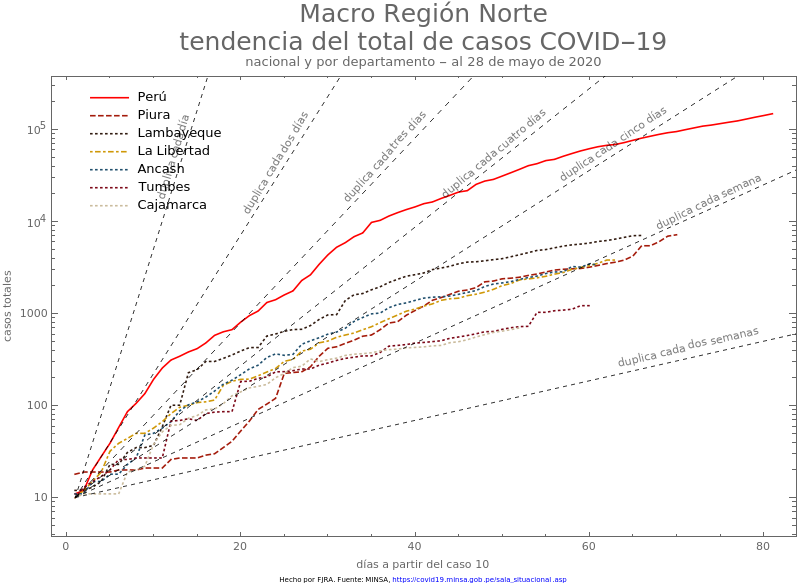 Macro Región Norte
tendencia del total de casos COVID−19
nacional y por departamento − al 28 de mayo de 2020
Perú
Piura
Lambayeque
La Libertad
Ancash
Tumbes
Cajamarca
duplica cada día
duplica cada dos días
duplica cada tres días
duplica cada cuatro días
duplica cada cinco días
duplica cada semana
duplica cada dos semanas
casos totales
10^5
10^4
1000
100
10
0 20 40 60 80
días a partir del caso 10
Hecho por FJRA. Fuente: MINSA, https://covid19.minsa.gob.pe/sala_situacional.asp